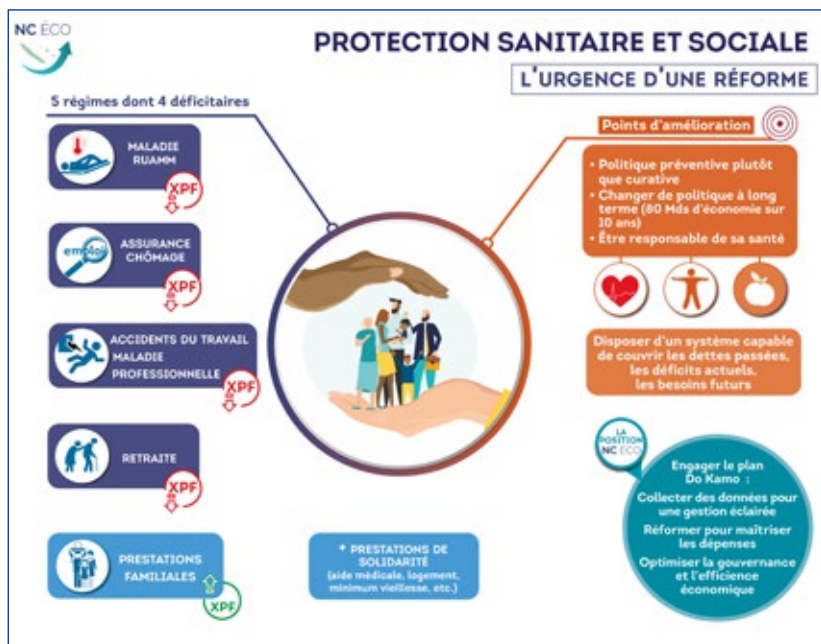 NC ÉCO
PROTECTION SANITAIRE ET SOCIALE
L'URGENCE D'UNE RÉFORME
5 régimes dont 4 déficitaires
MALADIE
RUAMM
XPF
emploi
ASSURANCE
CHÔMAGE
XPF
ACCIDENTS DU TRAVAIL
MALADIE
PROFESSIONNELLE
XPF
RETRAITE
XPF
PRESTATIONS
FAMILIALES
XPF
+ PRESTATIONS DE
SOLIDARITÉ
(aide médicale, logement,
minimum vieillesse, etc.)
Points d'amélioration
• Politique préventive plutôt
que curative
• Changer de politique à long
terme (80 Mds d'économie sur
10 ans)
• Être responsable de sa santé
Disposer d'un système capable
de couvrir les dettes passées,
les déficits actuels,
les besoins futurs
LA
POSITION
NC ECO
Engager le plan
Do Kamo :
Collecter des données pour
une gestion éclairée
Réformer pour maîtriser
les dépenses
Optimiser la gouvernance
et l'efficience
économique